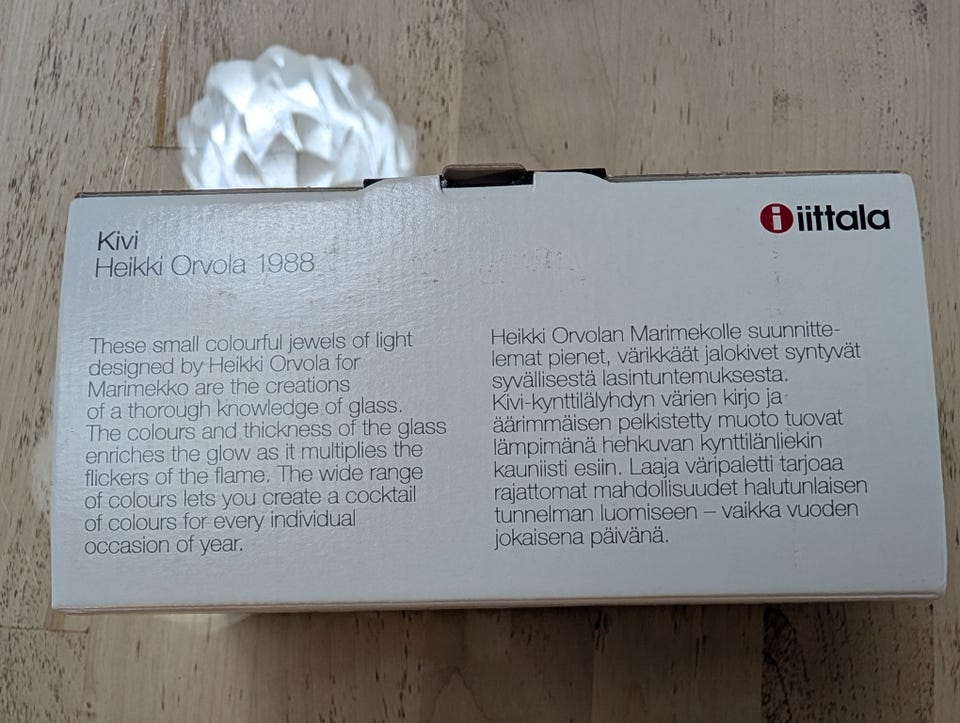 Kivi
Heikki Orvola 1988
iittala
These small colourful jewels of light
designed by Heikki Orvola for
Marimekko are the creations
of a thorough knowledge of glass.
The colours and thickness of the glass
enriches the glow as it multiplies the
flickers of the flame. The wide range
of colours lets you create a cocktail
of colours for every individual
occasion of year.
Heikki Orvolan Marimekolle suunnitte-
lemat pienet, värikkäät jalokivet syntyvät
syvällisestä lasintuntemuksesta.
Kivi-kynttilälyhdyn värien kirjo ja
äärimmäisen pelkistetty muoto tuovat
lämpimänä hehkuvan kynttilänliekin
kauniisti esiin. Laaja väripaletti tarjoaa
rajattomat mahdollisuudet halutunlaisen
tunnelman luomiseen – vaikka vuoden
jokaisena päivänä.